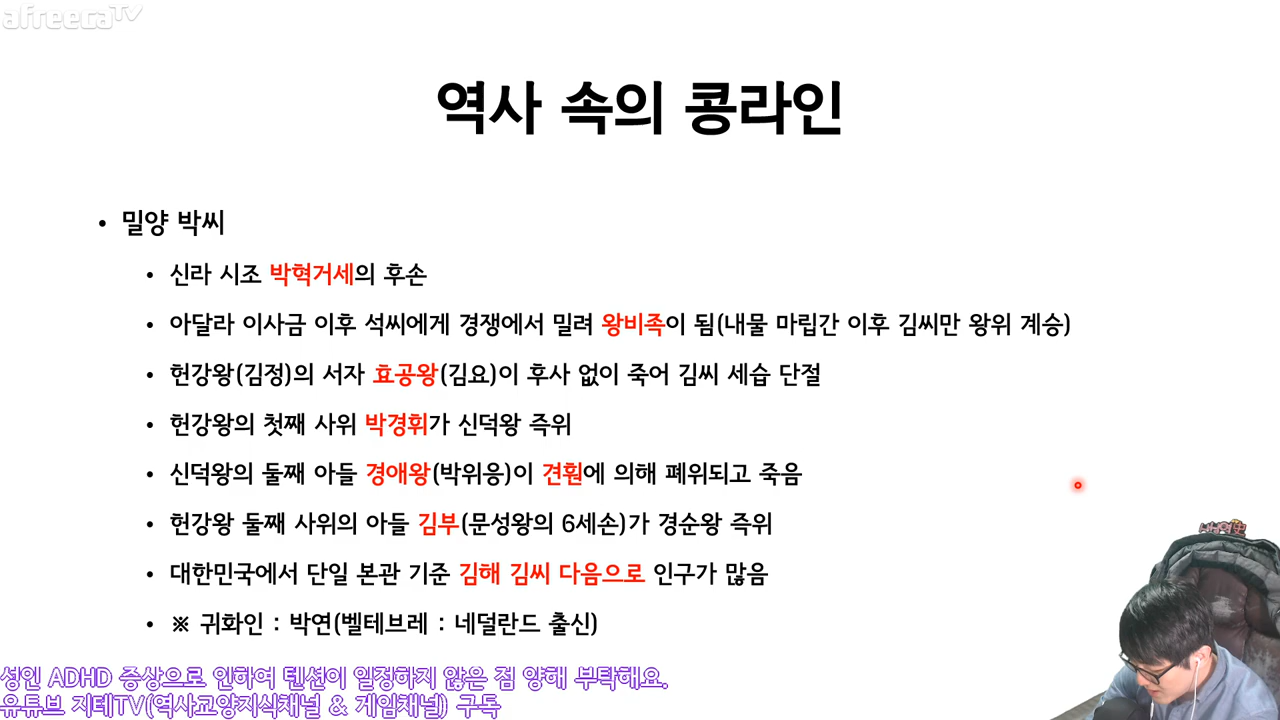 afreecaTV
역사 속의 콩라인
• 밀양 박씨
• 신라 시조 박혁거세의 후손
• 아달라 이사금 이후 석씨에게 경쟁에서 밀려 왕비족이 됨(내물 마립간 이후 김씨만 왕위 계승)
• 헌강왕(김정)의 서자 효공왕(김요)이 후사 없이 죽어 김씨 세습 단절
• 헌강왕의 첫째 사위 박경휘가 신덕왕 즉위
• 신덕왕의 둘째 아들 경애왕(박위응)이 견훤에 의해 폐위되고 죽음
• 헌강왕 둘째 사위의 아들 김부(문성왕의 6세손)가 경순왕 즉위
• 대한민국에서 단일 본관 기준 김해 김씨 다음으로 인구가 많음
• ※ 귀화인 : 박연(벨테브레 : 네덜란드 출신)
성인 ADHD 증상으로 인하여 텐션이 일정하지 않은 점 양해 부탁해요.
유튜브 지테TV(역사교양지식채널 & 게임채널) 구독